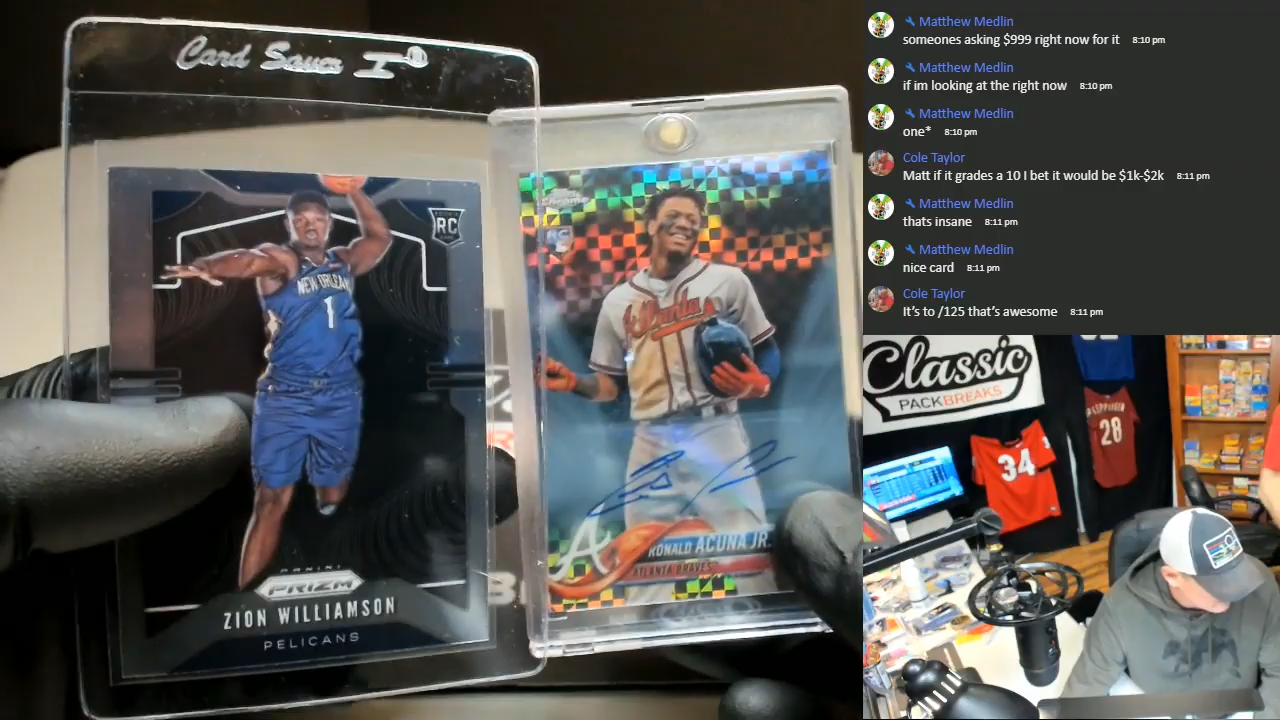 Card Saver I®
RC
NEW ORLEANS
1
PANINI
PRIZM
ZION WILLIAMSON
PELICANS
Chrome
RC
Atlanta
A
RONALD ACUNA JR.
ATLANTA BRAVES
Matthew Medlin
someones asking $999 right now for it 8:10 pm
Matthew Medlin
if im looking at the right now 8:10 pm
Matthew Medlin
one* 8:10 pm
Cole Taylor
Matt if it grades a 10 I bet it would be $1k-$2k 8:11 pm
Matthew Medlin
thats insane 8:11 pm
Matthew Medlin
nice card 8:11 pm
Cole Taylor
It's to /125 that's awesome 8:11 pm
Classic
PACKBREAKS
34
28